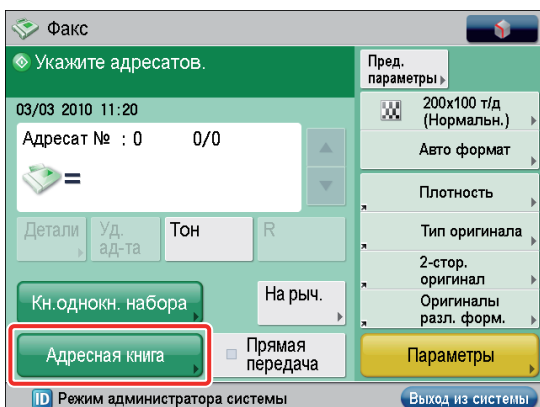 Факс
Укажите адресатов.
03/03 2010 11:20
Адресат № : 0 0/0
=
Детали
Уд.
ад-та
Тон
R
Кн.однокн. набора
На рыч.
Адресная книга
Прямая
передача
Пред.
параметры
200x100 т/д
(Нормальн.)
Авто формат
Плотность
Тип оригинала
2-стор.
оригинал
Оригиналы
разл. форм.
Параметры
ID Режим администратора системы
Выход из системы